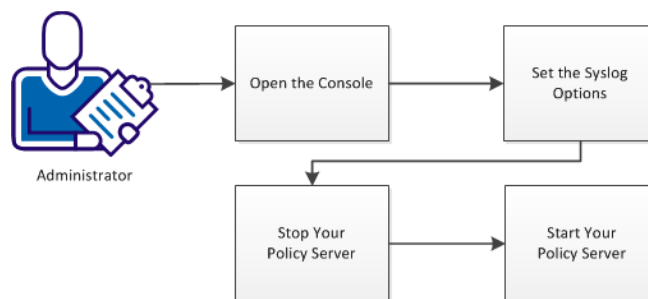 Open the Console
Set the Syslog
Options
Administrator
Stop Your
Policy Server
Start Your
Policy Server